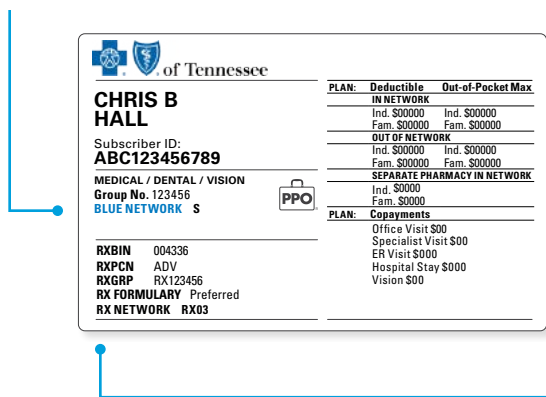 of Tennessee
CHRIS B
HALL
Subscriber ID:
ABC123456789
MEDICAL / DENTAL / VISION
Group No. 123456
BLUE NETWORK S
PPO
RXBIN 004336
RXPCN ADV
RXGRP RX123456
RX FORMULARY Preferred
RX NETWORK RX03
PLAN: Deductible Out-of-Pocket Max
IN NETWORK
Ind. $00000 Ind. $00000
Fam. $00000 Fam. $00000
OUT OF NETWORK
Ind. $00000 Ind. $00000
Fam. $00000 Fam. $00000
SEPARATE PHARMACY IN NETWORK
Ind. $0000
Fam. $0000
PLAN: Copayments
Office Visit $00
Specialist Visit $00
ER Visit $000
Hospital Stay $000
Vision $00